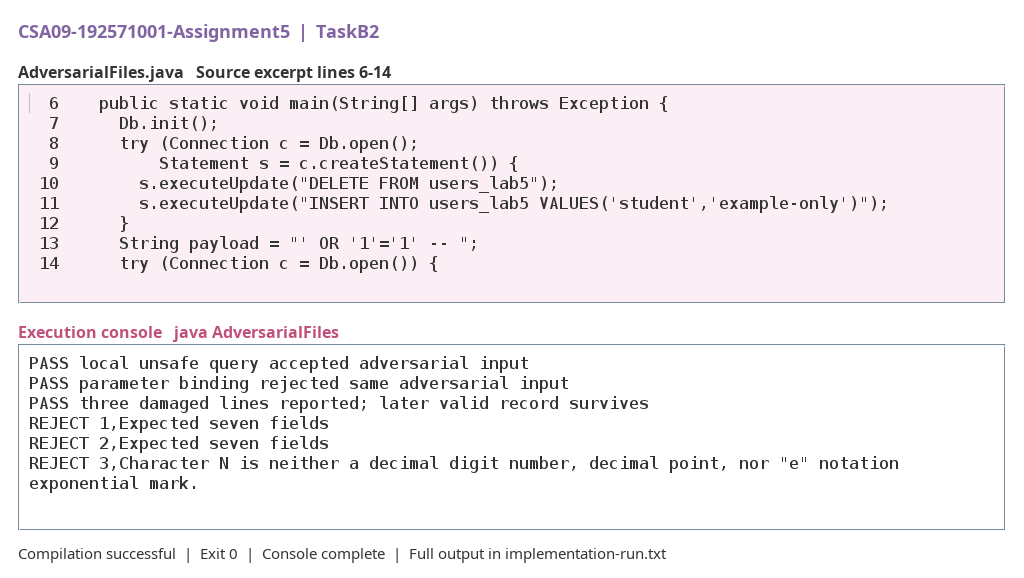 CSA09-192571001-Assignment5 | TaskB2
AdversarialFiles.java Source excerpt lines 6-14
6 public static void main(String[] args) throws Exception {
7 Db.init();
8 try (Connection c = Db.open();
9 Statement s = c.createStatement()) {
10 s.executeUpdate("DELETE FROM users_lab5");
11 s.executeUpdate("INSERT INTO users_lab5 VALUES('student','example-only')");
12 }
13 String payload = "' OR '1'='1' -- ";
14 try (Connection c = Db.open()) {
Execution console java AdversarialFiles
PASS local unsafe query accepted adversarial input
PASS parameter binding rejected same adversarial input
PASS three damaged lines reported; later valid record survives
REJECT 1,Expected seven fields
REJECT 2,Expected seven fields
REJECT 3,Character N is neither a decimal digit number, decimal point, nor "e" notation
exponential mark.
Compilation successful | Exit 0 | Console complete | Full output in implementation-run.txt